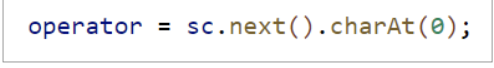 operator = sc.next().charAt(0);